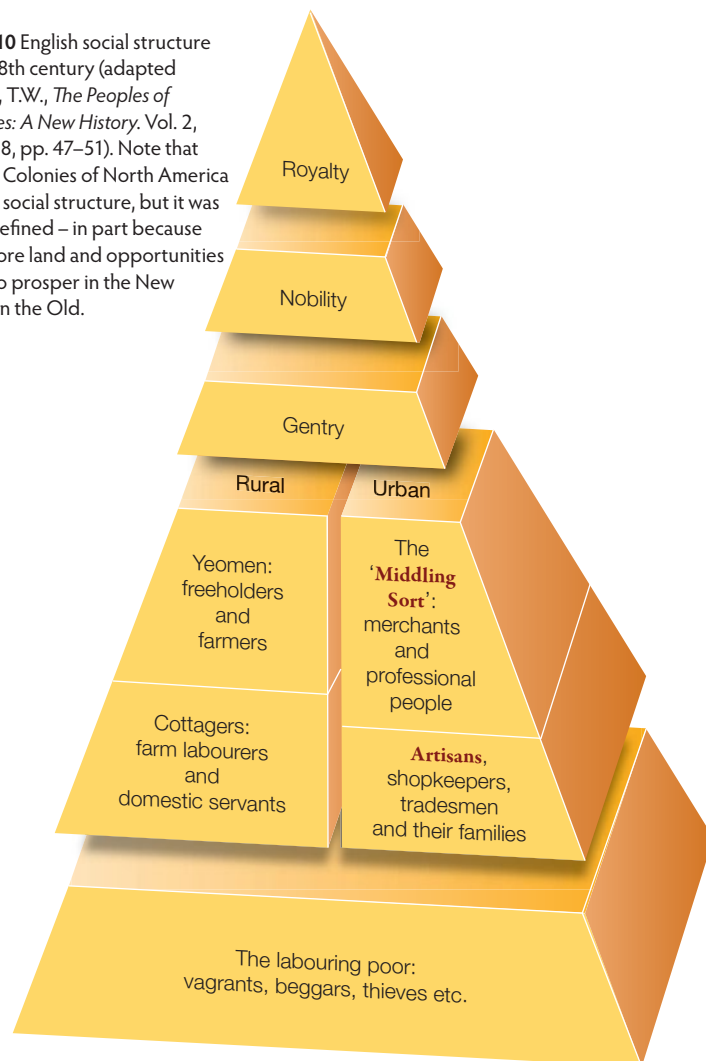 10 English social structure
8th century (adapted
, T.W., The Peoples of
es: A New History. Vol. 2,
8, pp. 47–51). Note that
Colonies of North America
social structure, but it was
efined – in part because
ore land and opportunities
o prosper in the New
n the Old.
Royalty
Nobility
Gentry
Rural
Yeomen:
freeholders
and
farmers
Cottagers:
farm labourers
and
domestic servants
Urban
The
‘Middling
Sort’:
merchants
and
professional
people
Artisans,
shopkeepers,
tradesmen
and their families
The labouring poor:
vagrants, beggars, thieves etc.